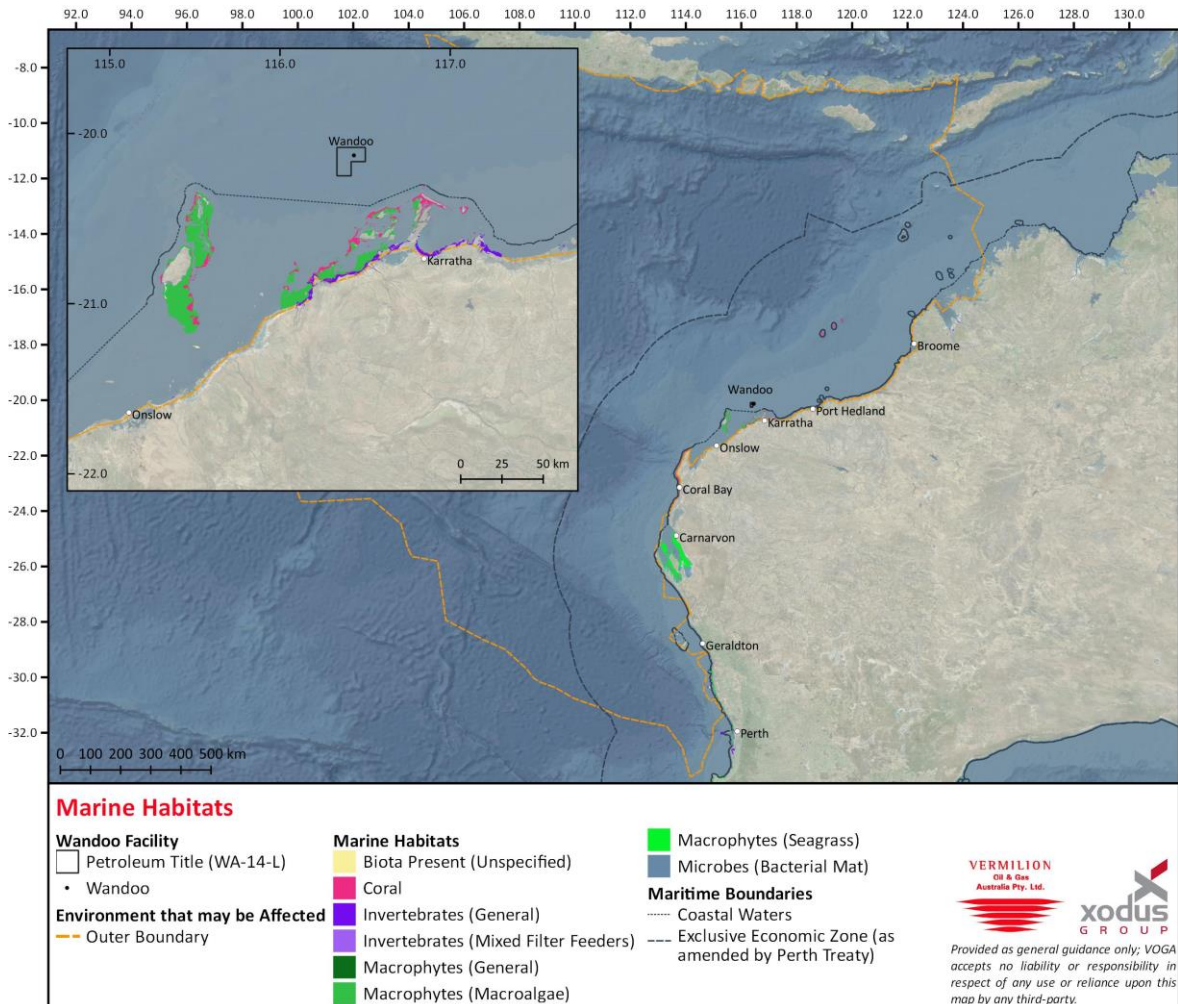 92.0 94.0 96.0 98.0 100.0 102.0 104.0 106.0 108.0 110.0 112.0 114.0 116.0 118.0 120.0 122.0 124.0 126.0 128.0 130.0
-8.0
-10.0
-12.0
-14.0
-16.0
-18.0
-20.0
-22.0
-24.0
-26.0
-28.0
-30.0
-32.0
115.0 116.0 117.0
-20.0
-21.0
-22.0
Wandoo
Karratha
Onslow
0 25 50 km
Broome
Wandoo
Port Hedland
Karratha
Onslow
Coral Bay
Carnarvon
Geraldton
Perth
0 100 200 300 400 500 km
Marine Habitats
Wandoo Facility
Petroleum Title (WA-14-L)
Wandoo
Environment that may be Affected
Outer Boundary
Marine Habitats
Biota Present (Unspecified)
Coral
Invertebrates (General)
Invertebrates (Mixed Filter Feeders)
Macrophytes (General)
Macrophytes (Macroalgae)
Macrophytes (Seagrass)
Microbes (Bacterial Mat)
Maritime Boundaries
Coastal Waters
Exclusive Economic Zone (as
amended by Perth Treaty)
VERMILION
Oil & Gas
Australia Pty. Ltd.
xodus
GROUP
Provided as general guidance only; VOGA
accepts no liability or responsibility in
respect of any use or reliance upon this
map by any third-party.